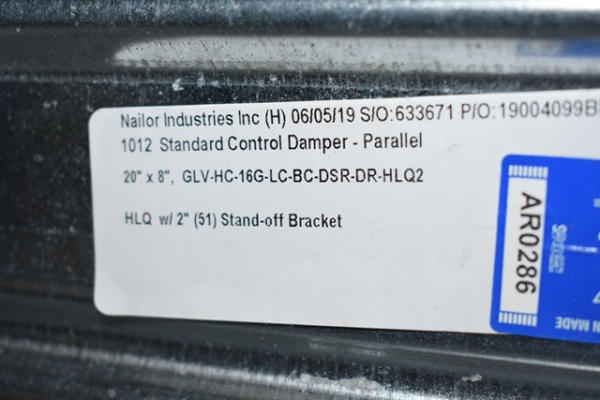 Nailor Industries Inc (H) 06/05/19 S/O:633671 P/O:19004099B
1012 Standard Control Damper - Parallel
20" x 8", GLV-HC-16G-LC-BC-DSR-DR-HLQ2
HLQ w/ 2" (51) Stand-off Bracket
AR0286
N MADE